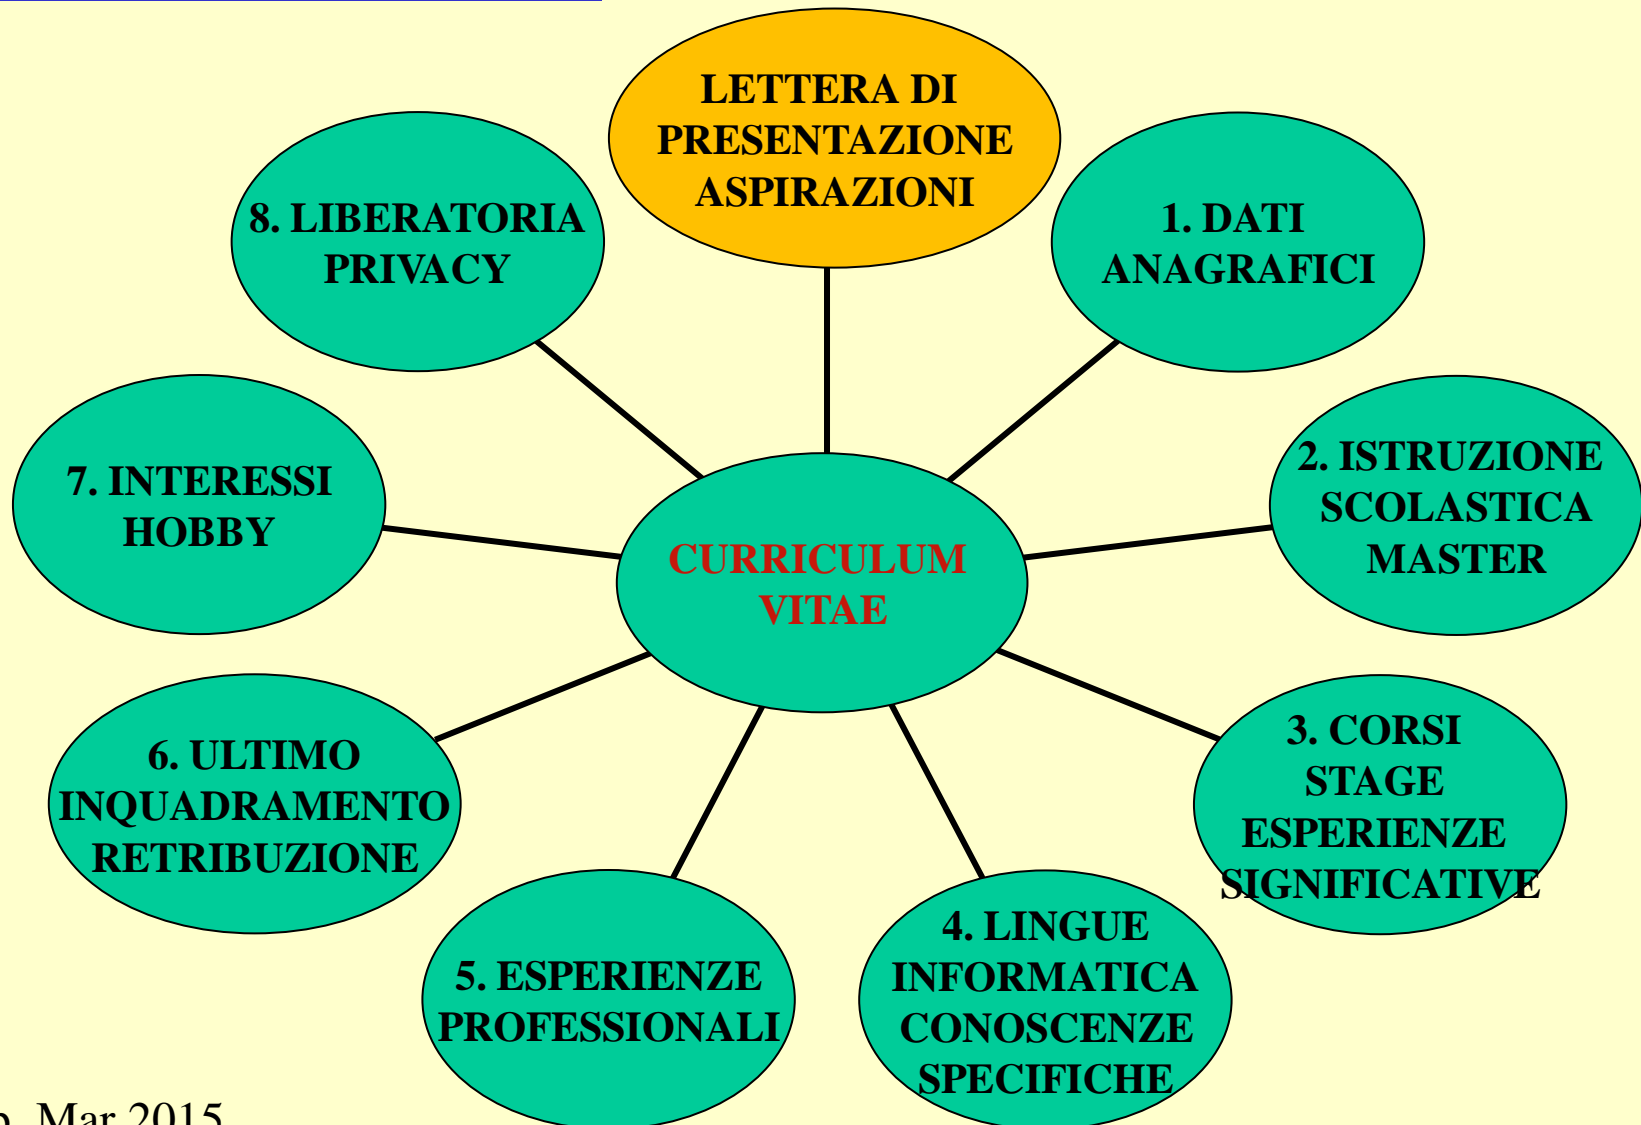 LETTERA DI
PRESENTAZIONE
ASPIRAZIONI
1. DATI
ANAGRAFICI
2. ISTRUZIONE
SCOLASTICA
MASTER
3. CORSI
STAGE
ESPERIENZE
SIGNIFICATIVE
4. LINGUE
INFORMATICA
CONOSCENZE
SPECIFICHE
5. ESPERIENZE
PROFESSIONALI
6. ULTIMO
INQUADRAMENTO
RETRIBUZIONE
7. INTERESSI
HOBBY
8. LIBERATORIA
PRIVACY
CURRICULUM
VITAE
Mar 2015